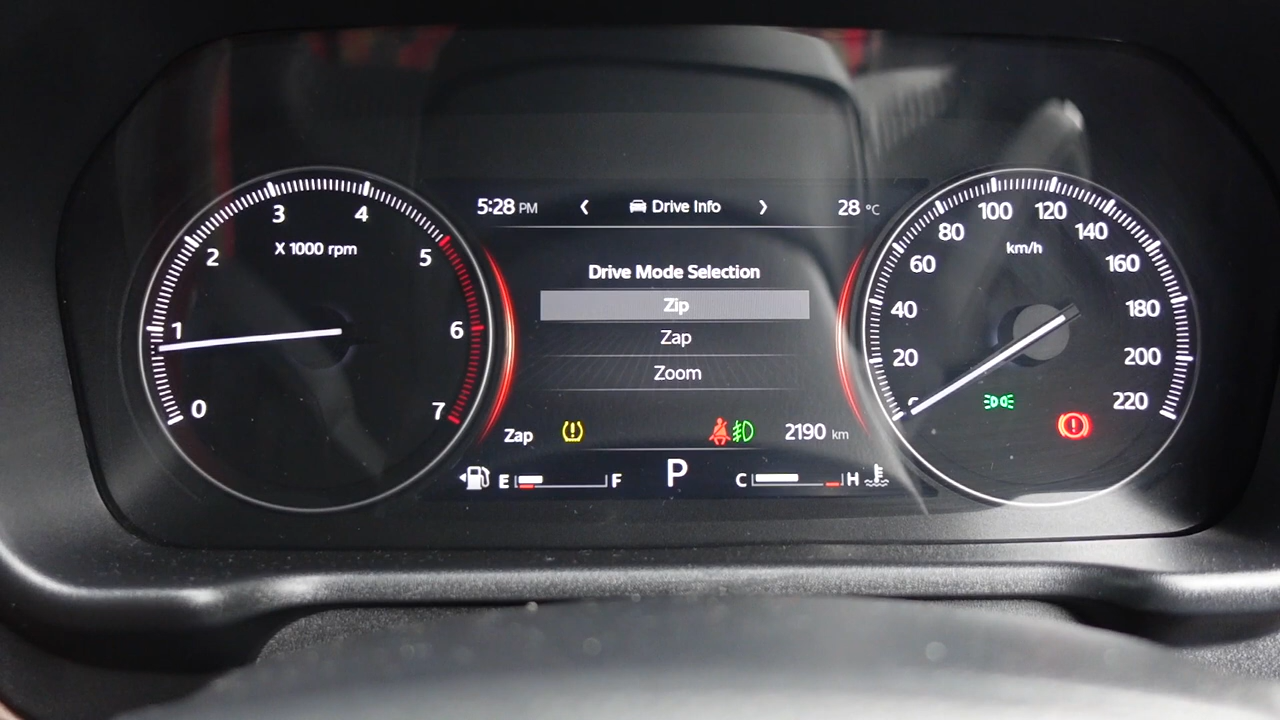 5:28 PM
Drive Info
28 °C
Drive Mode Selection
Zip
Zap
Zoom
Zap
2190 km
E F
P
C H
0
1
2
3
4
5
6
7
X 1000 rpm
20
40
60
80
100
120
140
160
180
200
220
km/h